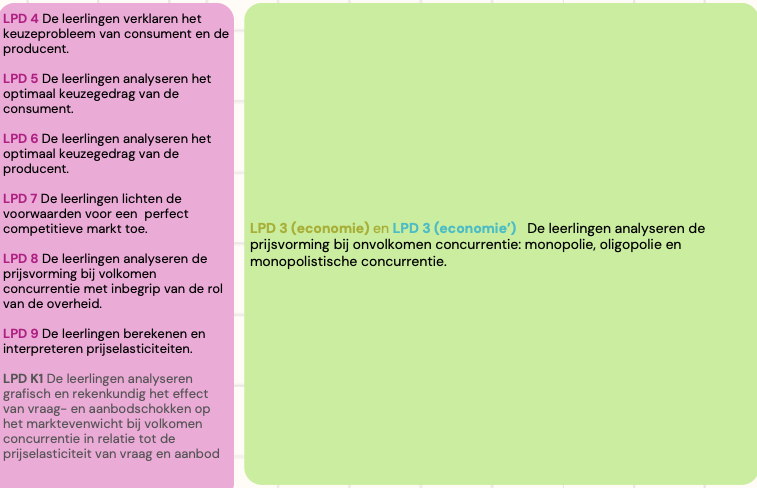 LPD 4 De leerlingen verklaren het
keuzeprobleem van consument en de
producent.
LPD 5 De leerlingen analyseren het
optimaal keuzegedrag van de
consument.
LPD 6 De leerlingen analyseren het
optimaal keuzegedrag van de
producent.
LPD 7 De leerlingen lichten de
voorwaarden voor een perfect
competitieve markt toe.
LPD 8 De leerlingen analyseren de
prijsvorming bij volkomen
concurrentie met inbegrip van de rol
van de overheid.
LPD 9 De leerlingen berekenen en
interpreteren prijselasticiteiten.
LPD K1 De leerlingen analyseren
grafisch en rekenkundig het effect
van vraag- en aanbodschokken op
het marktevenwicht bij volkomen
concurrentie in relatie tot de
prijselasticiteit van vraag en aanbod
LPD 3 (economie) en LPD 3 (economie’) De leerlingen analyseren de
prijsvorming bij onvolkomen concurrentie: monopolie, oligopolie en
monopolistische concurrentie.